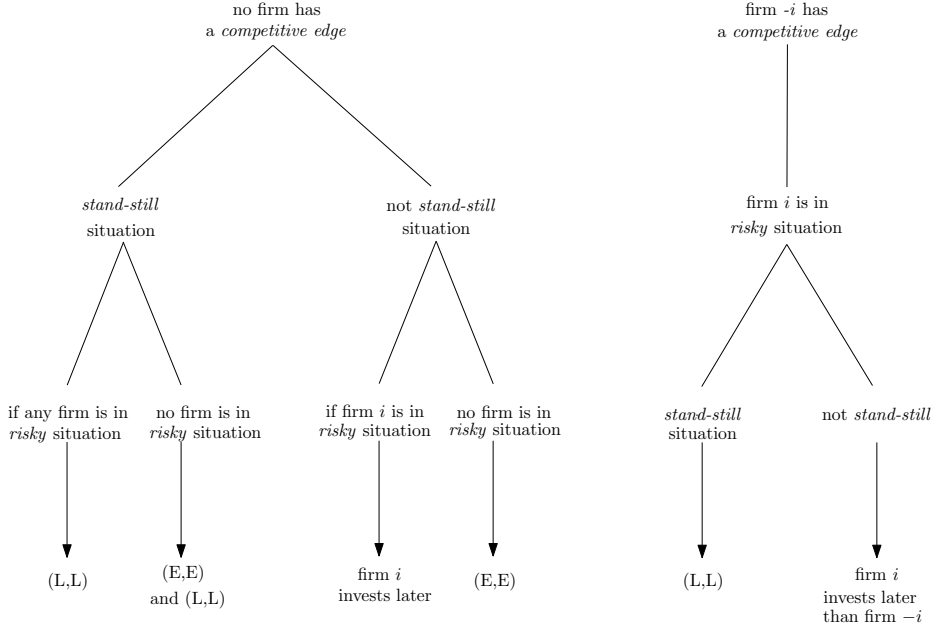 no firm has
a competitive edge
firm -i has
a competitive edge
stand-still
situation
not stand-still
situation
firm i is in
risky situation
if any firm is in
risky situation
no firm is in
risky situation
if firm i is in
risky situation
no firm is in
risky situation
stand-still
situation
not stand-still
(L,L)
(E,E)
and (L,L)
firm i
invests later
(E,E)
(L,L)
firm i
invests later
than firm −i